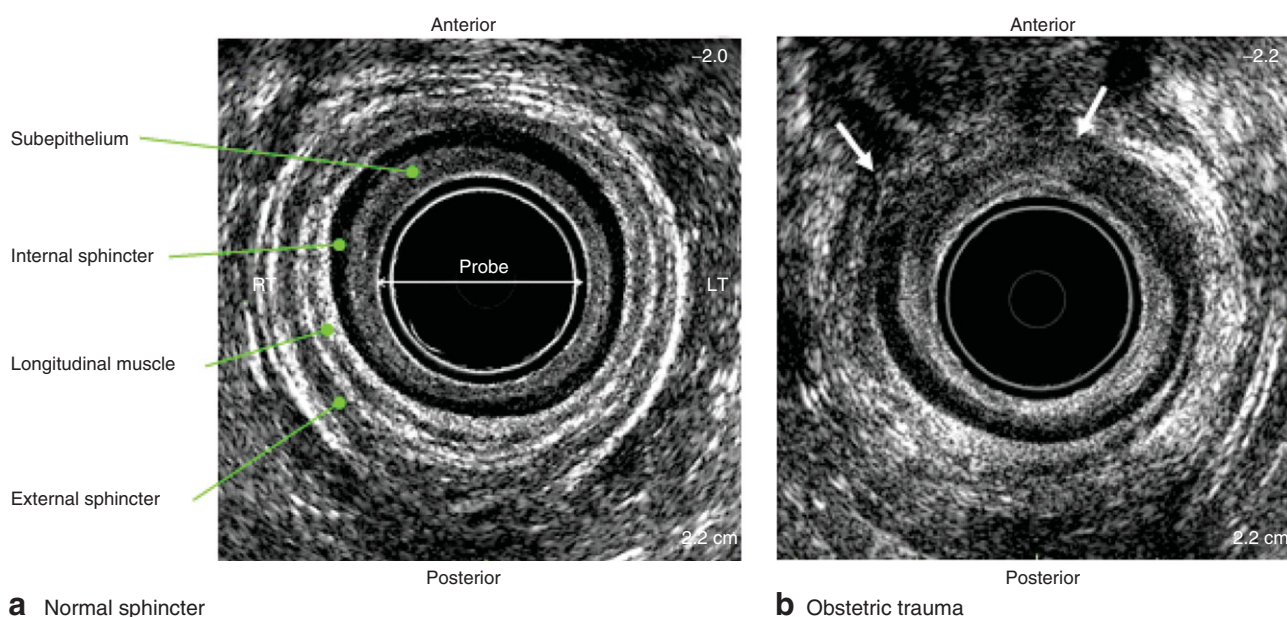 Anterior
Anterior
–2.0
–2.2
Subepithelium
Internal sphincter
Probe
RT
LT
Longitudinal muscle
External sphincter
2.2 cm
2.2 cm
Posterior
Posterior
a Normal sphincter
b Obstetric trauma